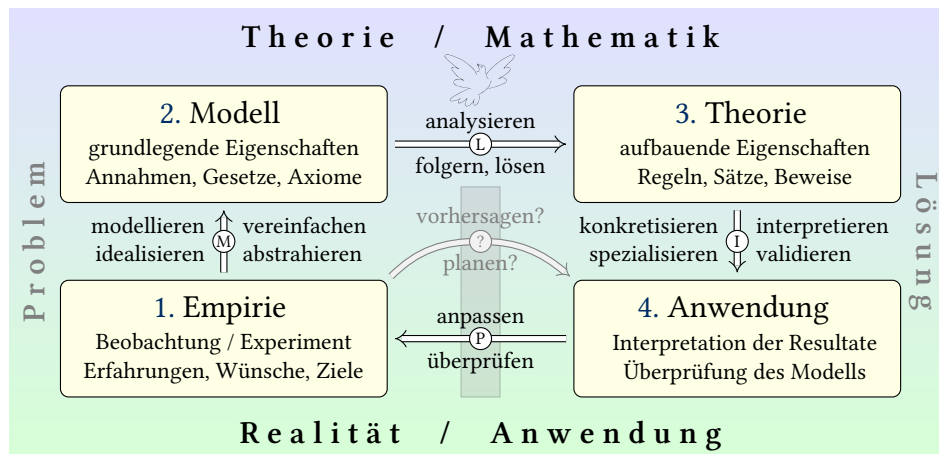 Theorie / Mathematik
2. Modell
grundlegende Eigenschaften
Annahmen, Gesetze, Axiome
analysieren
L
folgern, lösen
3. Theorie
aufbauende Eigenschaften
Regeln, Sätze, Beweise
Problem
Lösung
modellieren
idealisieren
M
vereinfachen
abstrahieren
vorhersagen?
?
planen?
konkretisieren
spezialisieren
I
interpretieren
validieren
1. Empirie
Beobachtung / Experiment
Erfahrungen, Wünsche, Ziele
anpassen
P
überprüfen
4. Anwendung
Interpretation der Resultate
Überprüfung des Modells
Realität / Anwendung